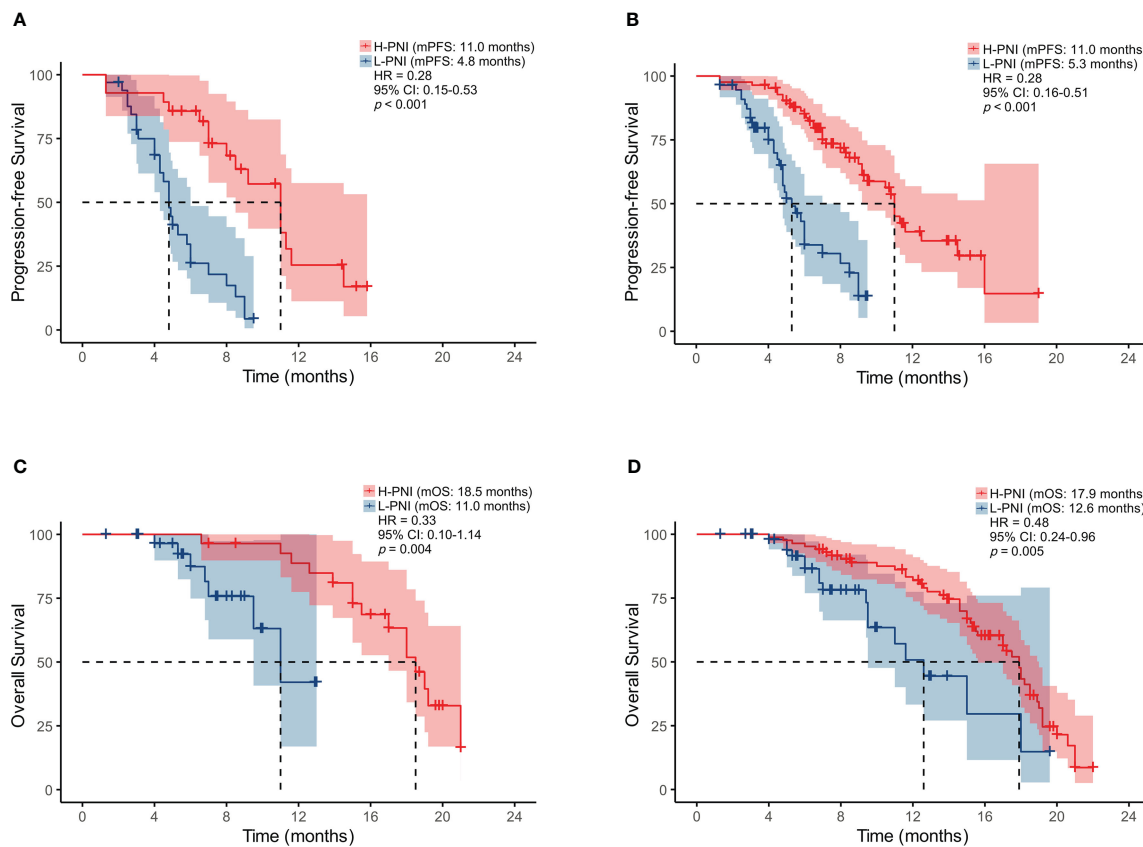 A
H-PNI (mPFS: 11.0 months)
L-PNI (mPFS: 4.8 months)
HR = 0.28
95% CI: 0.15-0.53
p < 0.001
100
75
50
25
0
Progression-free Survival
0 4 8 12 16 20 24
Time (months)
B
H-PNI (mPFS: 11.0 months)
L-PNI (mPFS: 5.3 months)
HR = 0.28
95% CI: 0.16-0.51
p < 0.001
100
75
50
25
0
Progression-free Survival
0 4 8 12 16 20 24
Time (months)
C
H-PNI (mOS: 18.5 months)
L-PNI (mOS: 11.0 months)
HR = 0.33
95% CI: 0.10-1.14
p = 0.004
100
75
50
25
0
Overall Survival
0 4 8 12 16 20 24
Time (months)
D
H-PNI (mOS: 17.9 months)
L-PNI (mOS: 12.6 months)
HR = 0.48
95% CI: 0.24-0.96
p = 0.005
100
75
50
25
0
Overall Survival
0 4 8 12 16 20 24
Time (months)